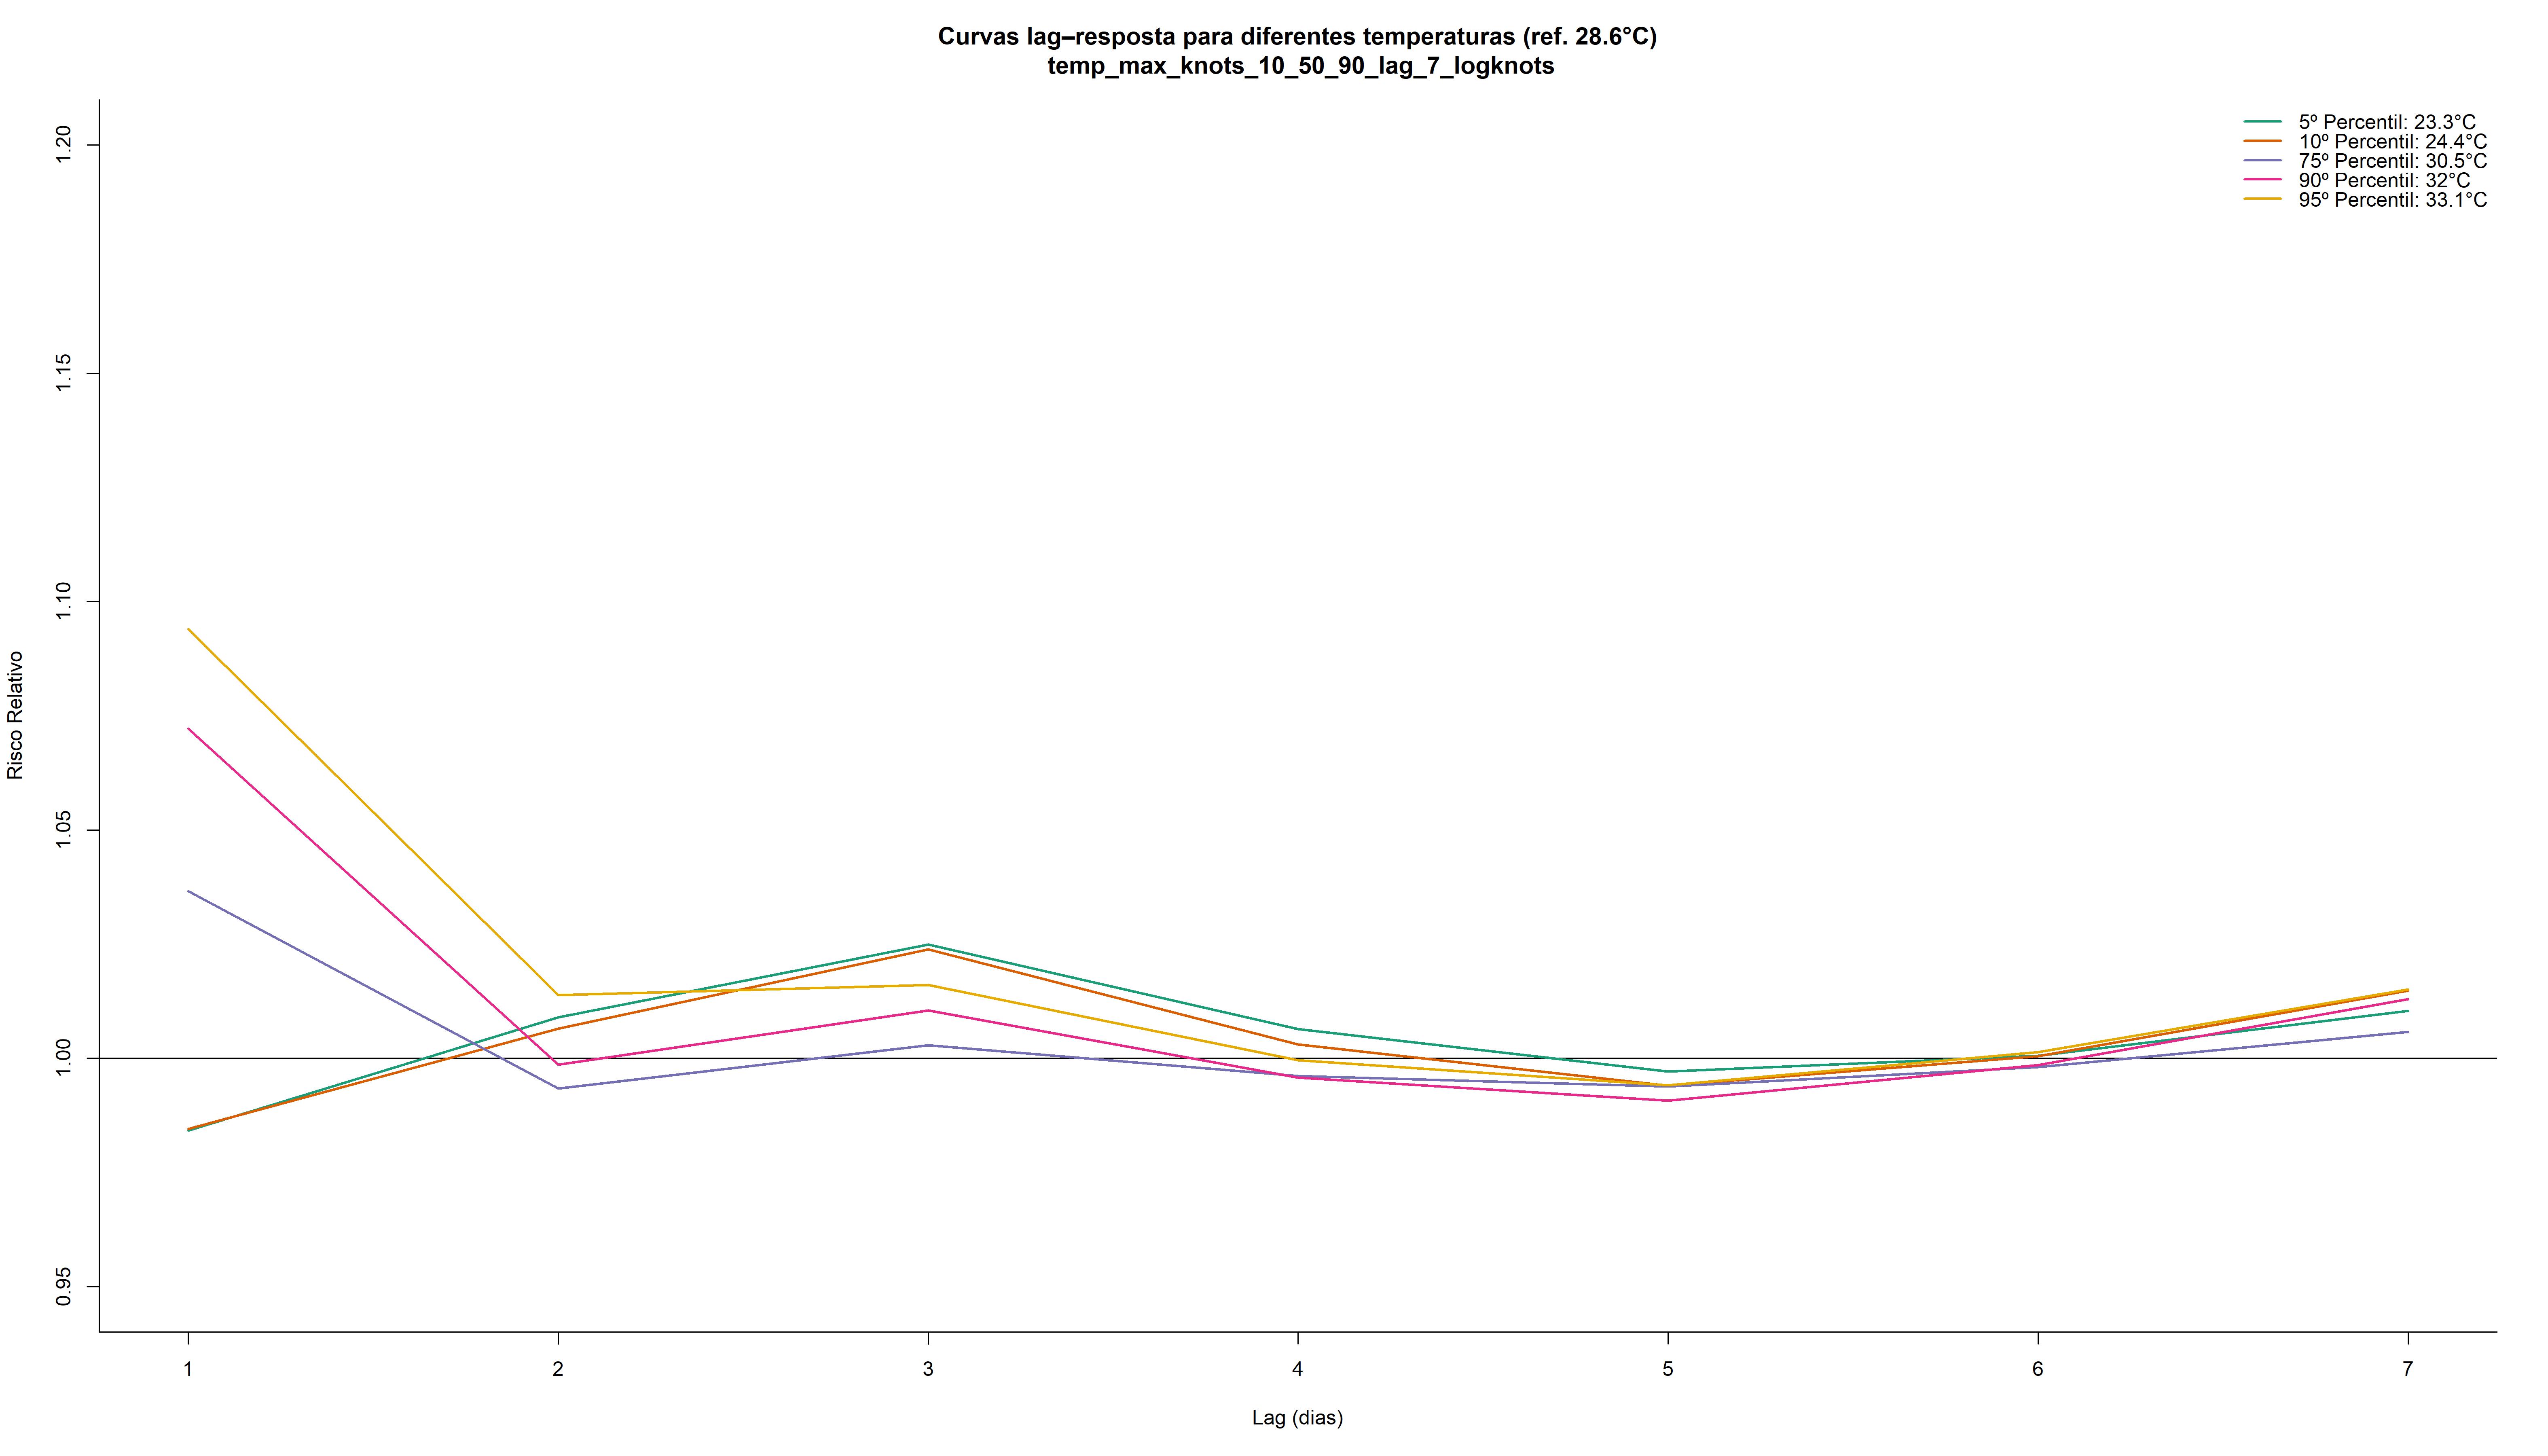 Curvas lag–resposta para diferentes temperaturas (ref. 28.6°C)
temp_max_knots_10_50_90_lag_7_logknots
5º Percentil: 23.3°C
10º Percentil: 24.4°C
75º Percentil: 30.5°C
90º Percentil: 32°C
95º Percentil: 33.1°C
Risco Relativo
1.20
1.15
1.10
1.05
1.00
0.95
1 2 3 4 5 6 7
Lag (dias)